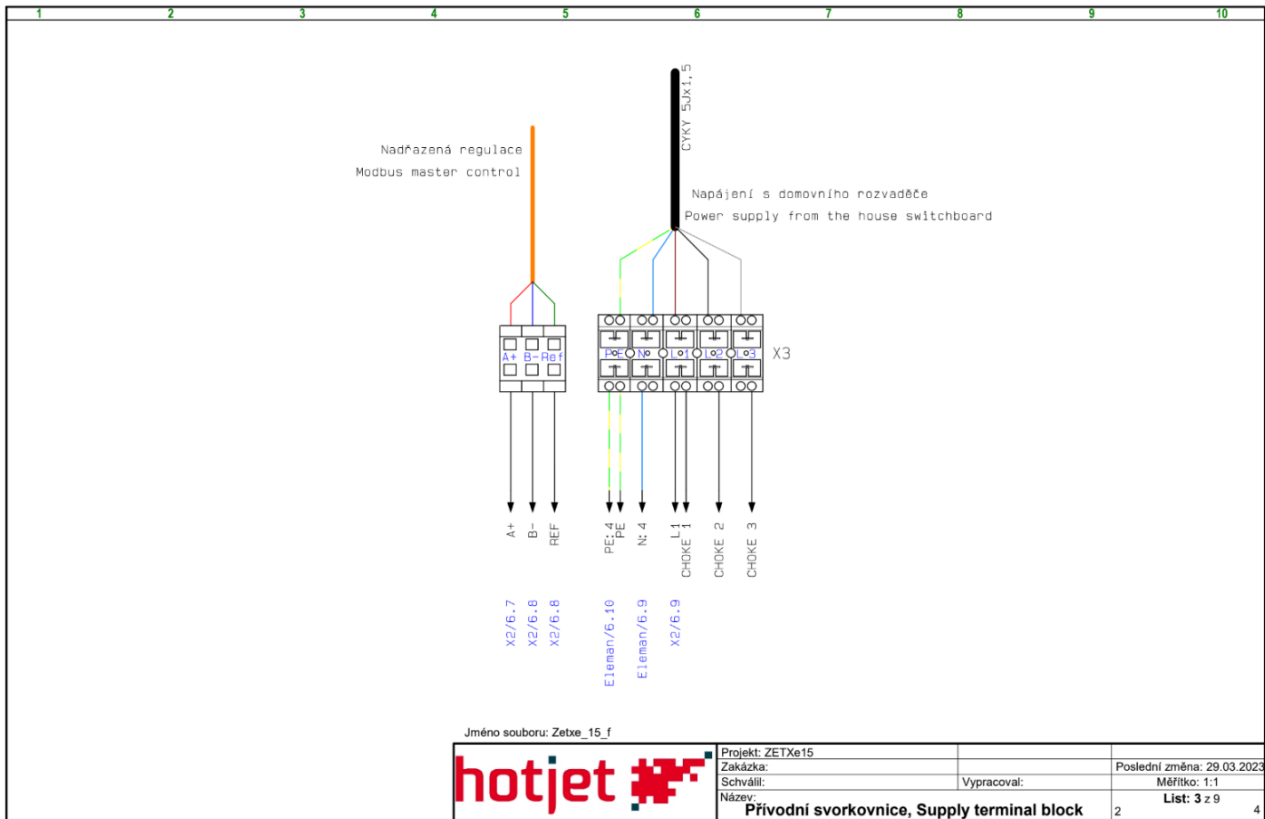 1 2 3 4 5 6 7 8 9 10
CYKY 5Jx1,5
Nadřazená regulace
Modbus master control
Napájení s domovního rozvaděče
Power supply from the house switchboard
A+ B- Ref
PE N L1 L2 L3
X3
A+
B-
REF
PE:4
PE
N:4
L1
CHOKE 1
CHOKE 2
CHOKE 3
X2/6.7
X2/6.8
X2/6.8
Eleman/6.10
Eleman/6.9
X2/6.9
Jméno souboru: Zetxe_15_f
hotjet
Projekt: ZETXe15
Zakázka:
Poslední změna: 29.03.2023
Schválil:
Vypracoval:
Měřítko: 1:1
Název:
Přívodní svorkovnice, Supply terminal block
List: 3 z 9
2 4